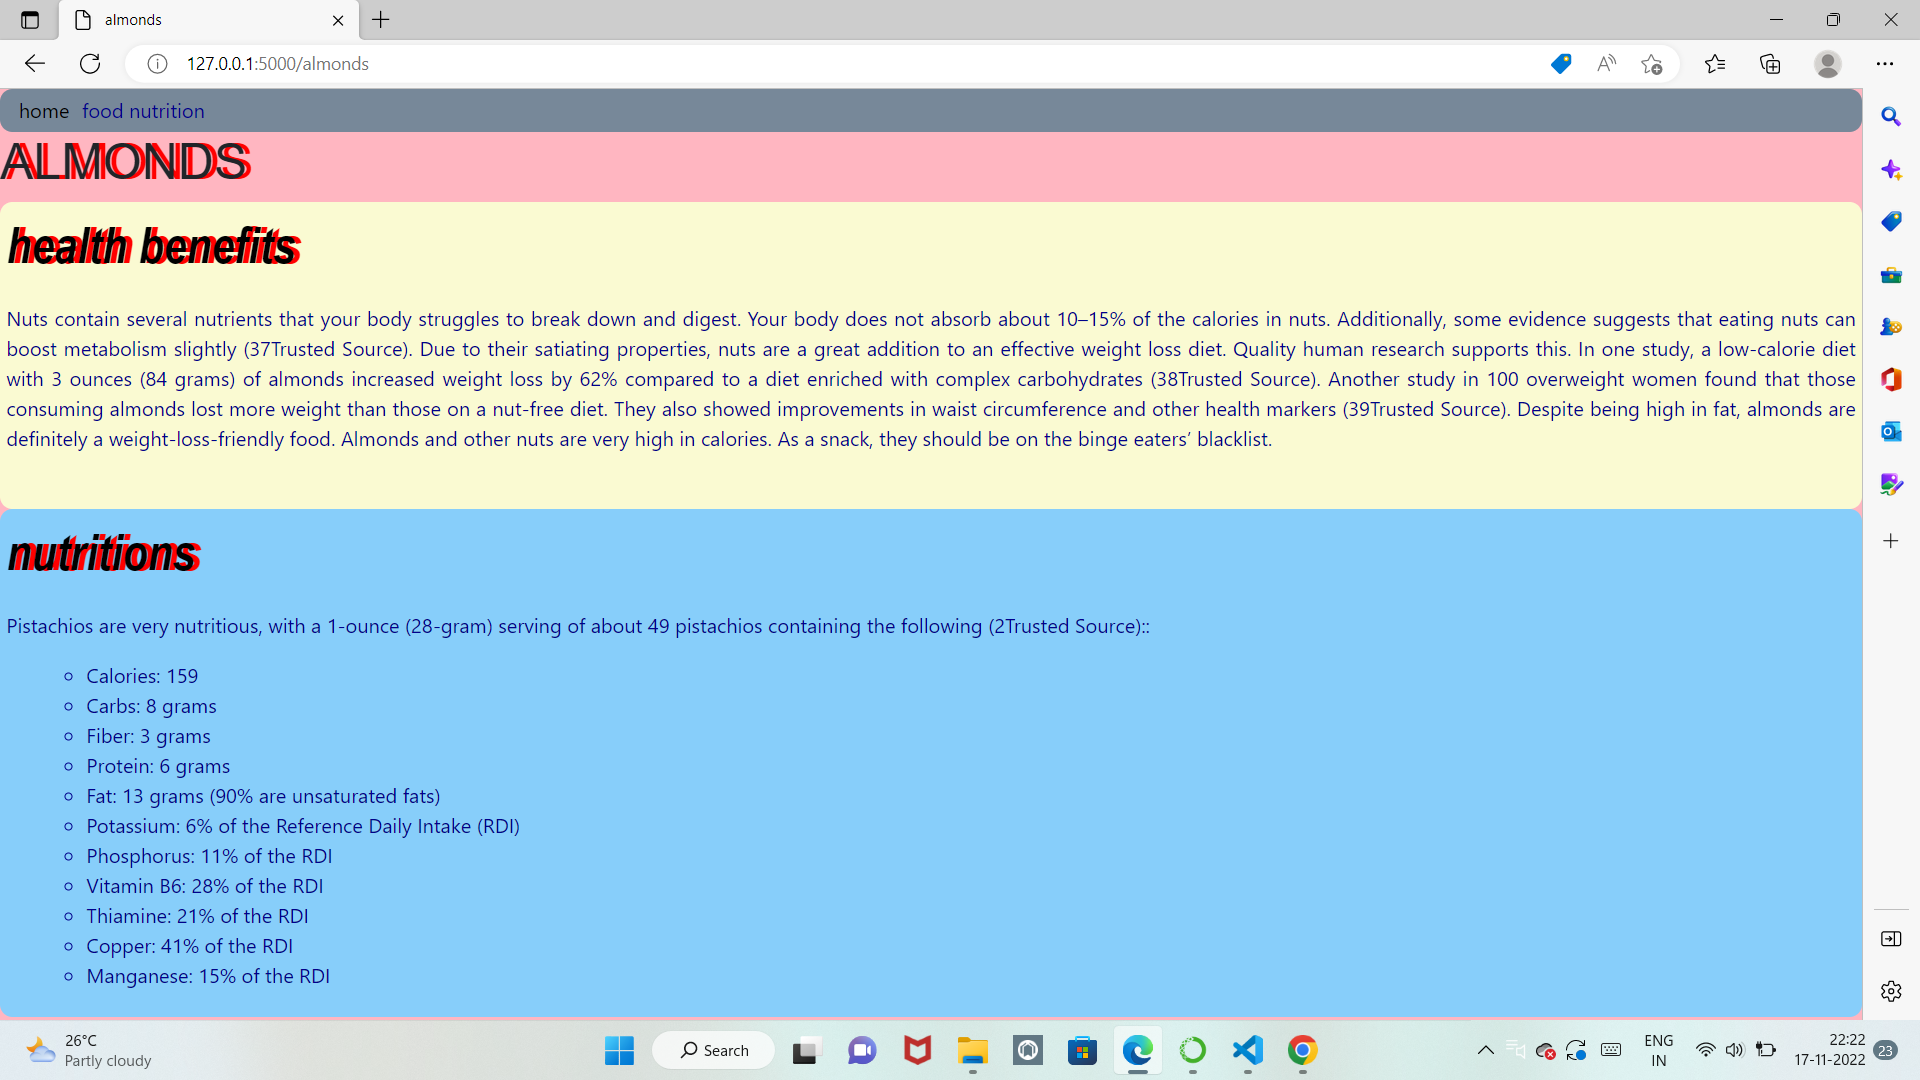 almonds
127.0.0.1:5000/almonds
home food nutrition
ALMONDS
health benefits
Nuts contain several nutrients that your body struggles to break down and digest. Your body does not absorb about 10–15% of the calories in nuts. Additionally, some evidence suggests that eating nuts can
boost metabolism slightly (37Trusted Source). Due to their satiating properties, nuts are a great addition to an effective weight loss diet. Quality human research supports this. In one study, a low-calorie diet
with 3 ounces (84 grams) of almonds increased weight loss by 62% compared to a diet enriched with complex carbohydrates (38Trusted Source). Another study in 100 overweight women found that those
consuming almonds lost more weight than those on a nut-free diet. They also showed improvements in waist circumference and other health markers (39Trusted Source). Despite being high in fat, almonds are
definitely a weight-loss-friendly food. Almonds and other nuts are very high in calories. As a snack, they should be on the binge eaters’ blacklist.
nutritions
Pistachios are very nutritious, with a 1-ounce (28-gram) serving of about 49 pistachios containing the following (2Trusted Source)::
Calories: 159
Carbs: 8 grams
Fiber: 3 grams
Protein: 6 grams
Fat: 13 grams (90% are unsaturated fats)
Potassium: 6% of the Reference Daily Intake (RDI)
Phosphorus: 11% of the RDI
Vitamin B6: 28% of the RDI
Thiamine: 21% of the RDI
Copper: 41% of the RDI
Manganese: 15% of the RDI
26°C
Partly cloudy
Search
ENG
IN
22:22
17-11-2022
23